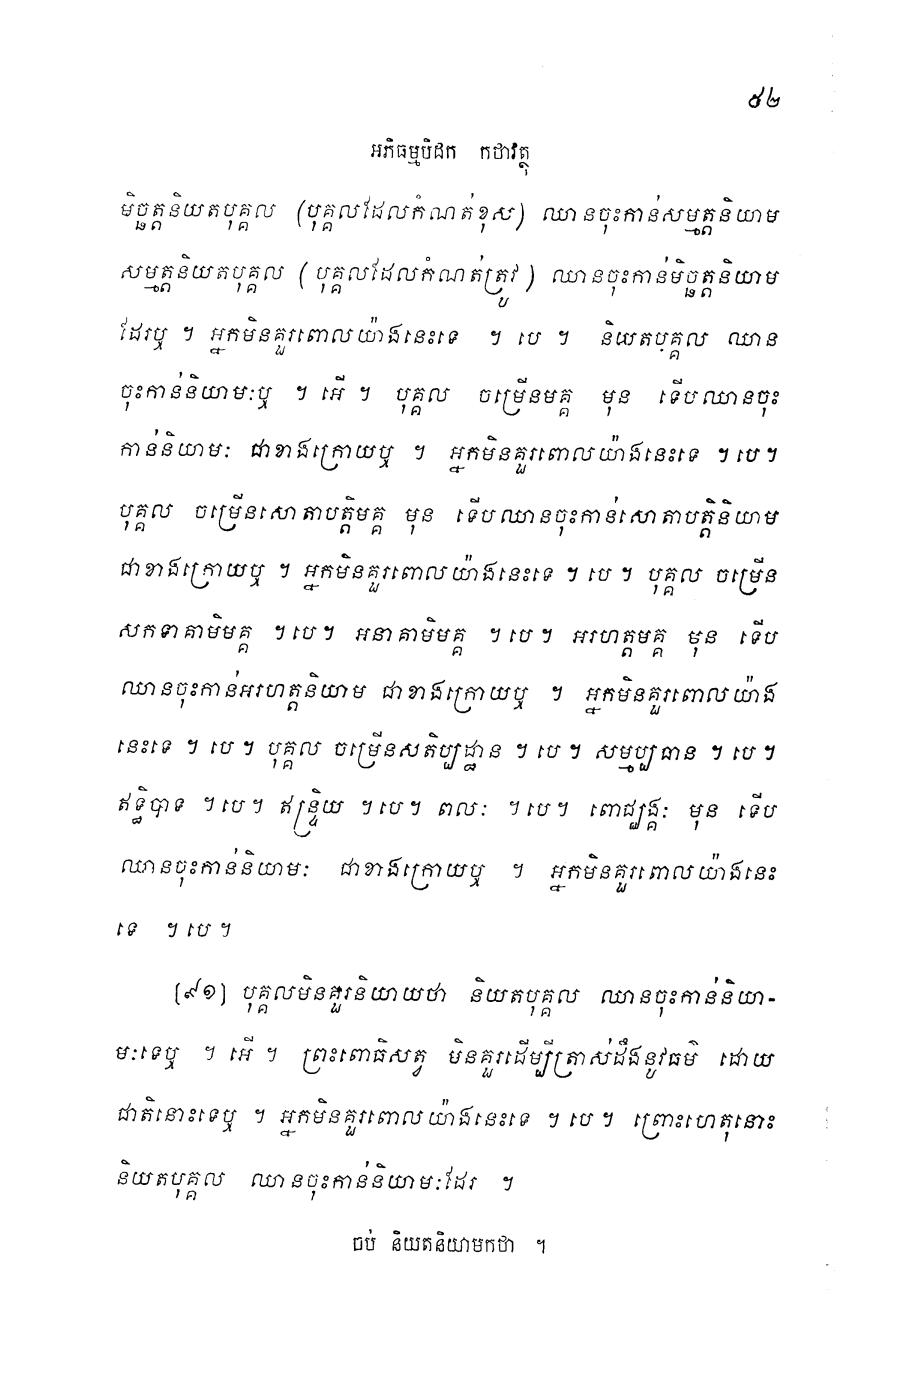 ៥២
អភិធម្មបិដក កថាវត្ថុ
មិច្ឆត្តនិយតបុគ្គល (បុគ្គលដែលកំណត់ខុស) ឈានចុះកាន់សម្មត្តនិយាម
សម្មត្តនិយតបុគ្គល (បុគ្គលដែលកំណត់ត្រូវ) ឈានចុះកាន់មិច្ឆត្តនិយាម
ដែរឬ ។ អ្នកមិនគួរពោលយ៉ាងនេះទេ ។ បេ ។ និយតបុគ្គល ឈាន
ចុះកាន់និយាមៈឬ ។ អើ ។ បុគ្គល ចម្រើនមគ្គ មុន ទើបឈានចុះ
កាន់និយាមៈ ជាខាងក្រោយឬ ។ អ្នកមិនគួរពោលយ៉ាងនេះទេ ។ បេ ។
បុគ្គល ចម្រើនសោតាបត្តិមគ្គ មុន ទើបឈានចុះកាន់សោតាបត្តិនិយាម
ជាខាងក្រោយឬ ។ អ្នកមិនគួរពោលយ៉ាងនេះទេ ។ បេ ។ បុគ្គល ចម្រើន
សកទាគាមិមគ្គ ។ បេ ។ អនាគាមិមគ្គ ។ បេ ។ អរហត្តមគ្គ មុន ទើប
ឈានចុះកាន់អរហត្តនិយាម ជាខាងក្រោយឬ ។ អ្នកមិនគួរពោលយ៉ាង
នេះទេ ។ បេ ។ បុគ្គល ចម្រើនសតិប្បដ្ឋាន ។ បេ ។ សម្មប្បធាន ។ បេ ។
ឥទ្ធិបាទ ។ បេ ។ ឥន្ទ្រិយ ។ បេ ។ ពលៈ ។ បេ ។ ពោជ្ឈង្គៈ មុន ទើប
ឈានចុះកាន់និយាមៈ ជាខាងក្រោយឬ ។ អ្នកមិនគួរពោលយ៉ាងនេះ
ទេ ។ បេ ។
(៩១) បុគ្គលមិនគួរនិយាយថា និយតបុគ្គល ឈានចុះកាន់និយា-
មៈទេឬ ។ អើ ។ ព្រះពោធិសត្វ មិនគួរដើម្បីត្រាស់ដឹងនូវធម៌ ដោយ
ជាតិនោះទេឬ ។ អ្នកមិនគួរពោលយ៉ាងនេះទេ ។ បេ ។ ព្រោះហេតុនោះ
និយតបុគ្គល ឈានចុះកាន់និយាមៈដែរ ។
ចប់ និយតនិយាមកថា ។